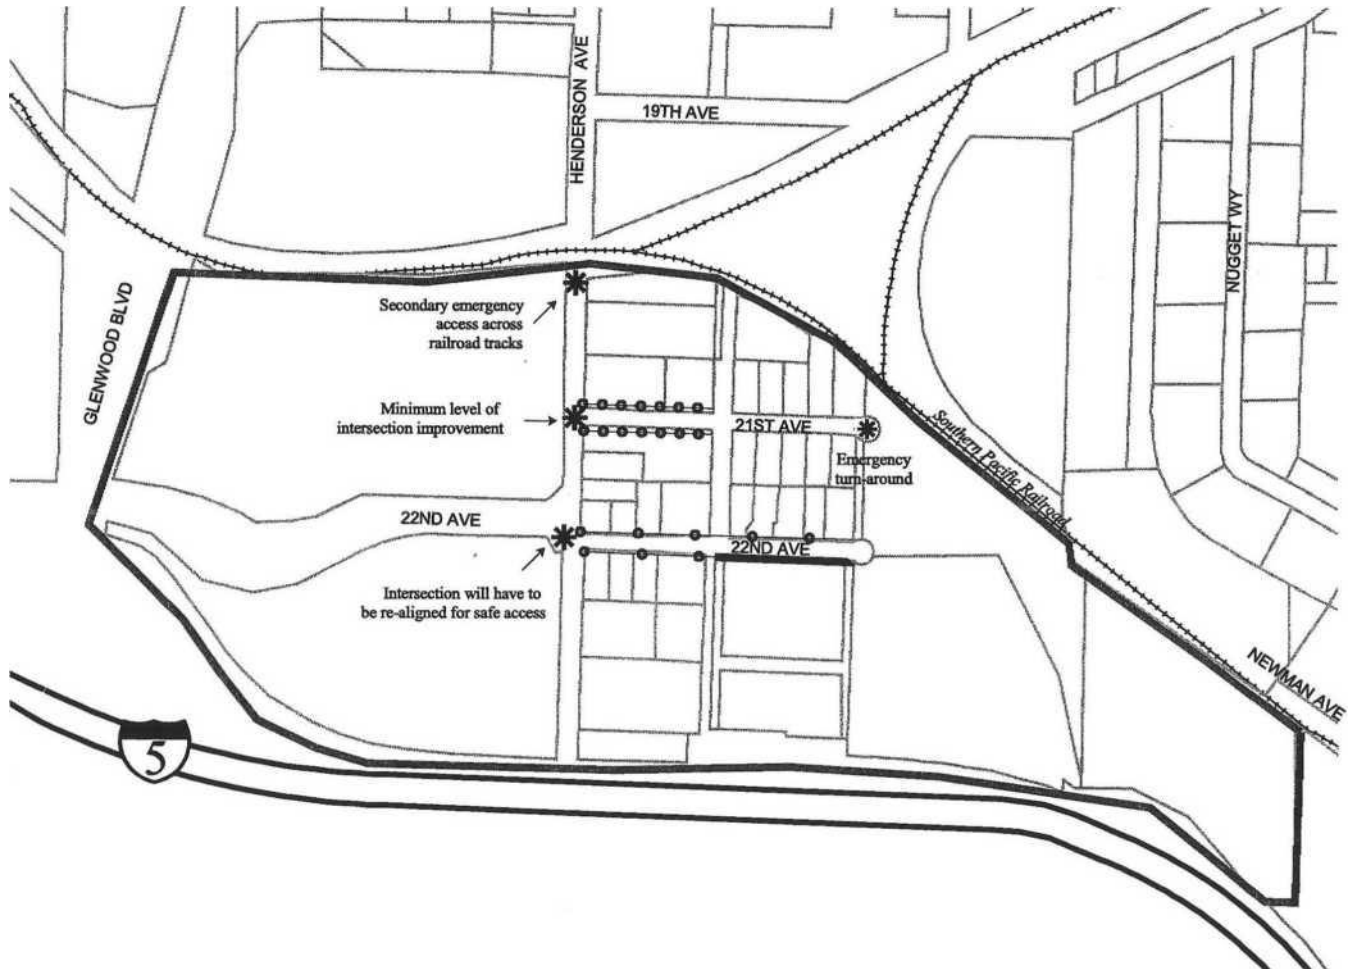 HENDERSON AVE
19TH AVE
NUGGET WY
GLENWOOD BLVD
Secondary emergency
access across
railroad tracks
Minimum level of
intersection improvement
21ST AVE
Southern Pacific Railroad
Emergency
turn-around
22ND AVE
22ND AVE
Intersection will have to
be re-aligned for safe access
NEWMAN AVE
5